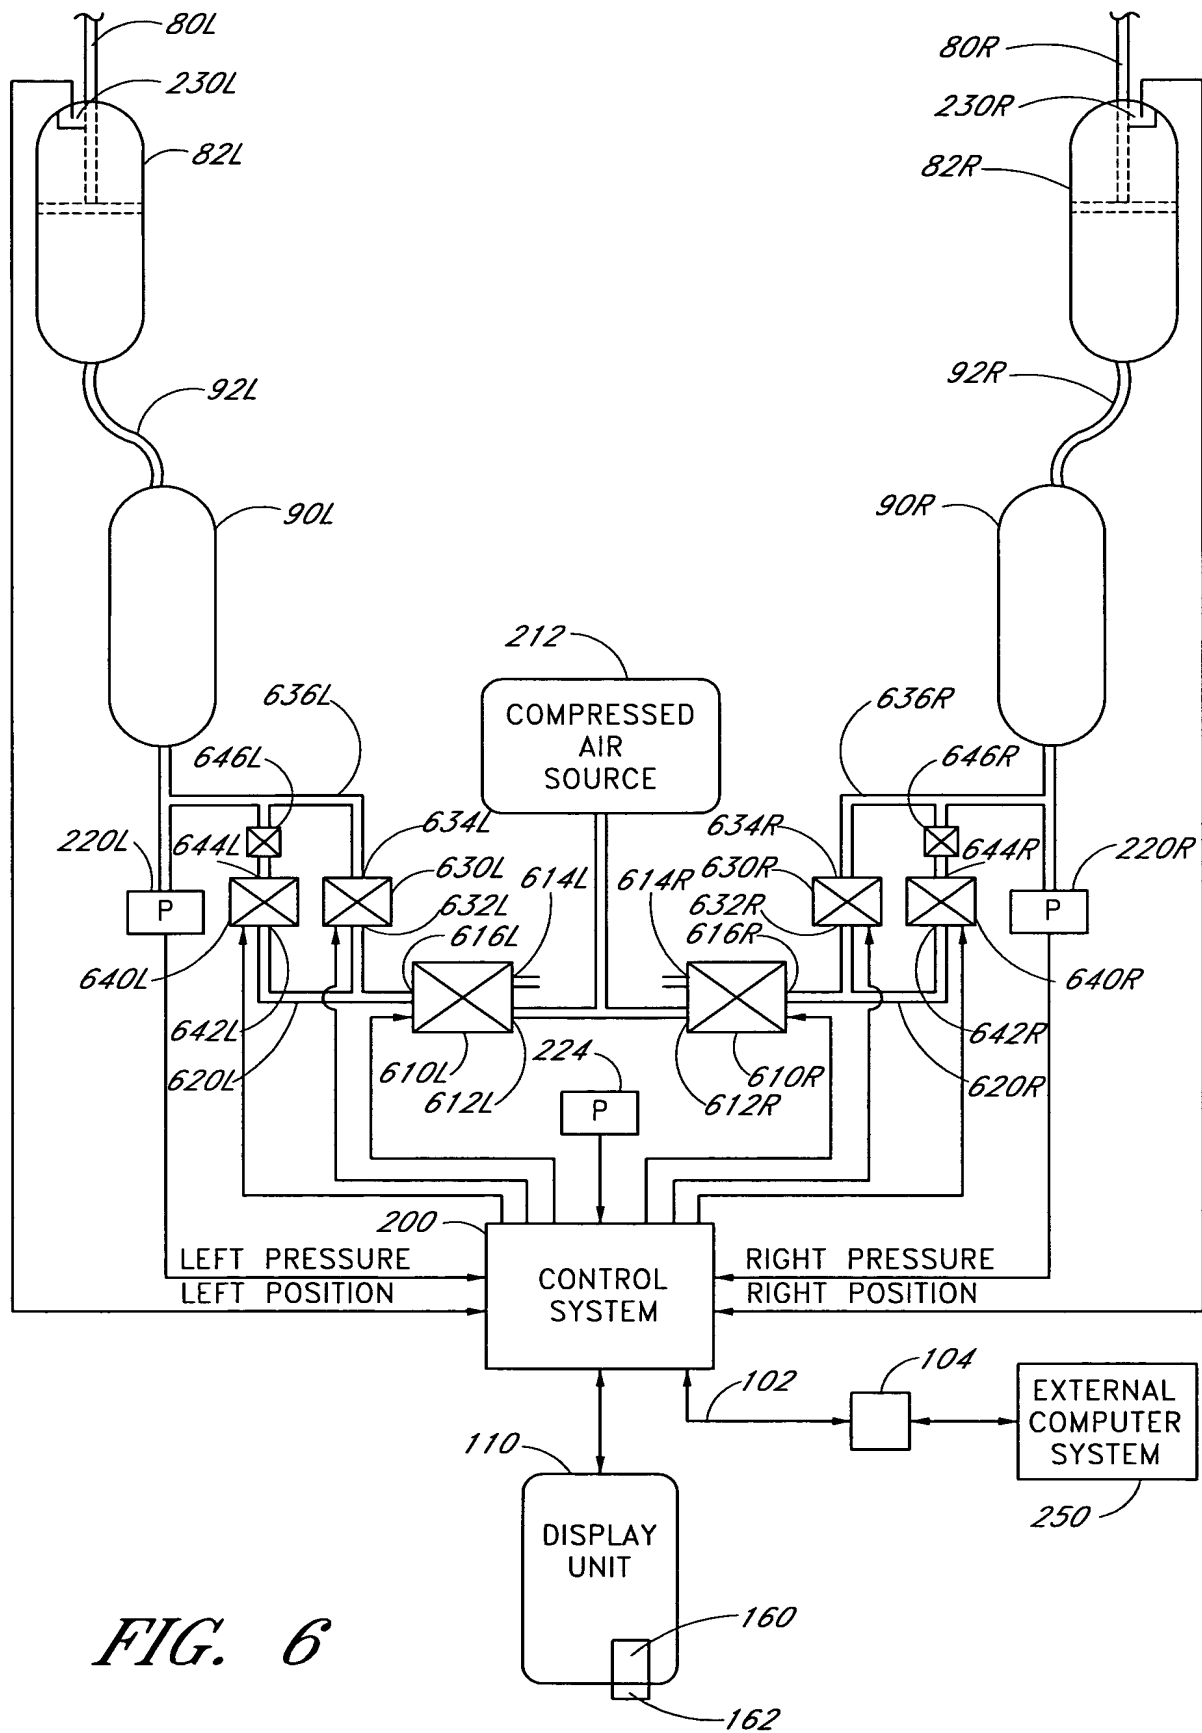 80L
80R
230L
230R
82L
82R
92L
92R
90L
90R
212
COMPRESSED
AIR
SOURCE
636L
636R
646L
646R
634L
634R
220L
644L
644R
220R
630L
614L
614R
630R
P
P
632L
632R
616L
616R
640L
640R
642L
642R
224
610L
610R
620L
612L
P
612R
620R
200
LEFT PRESSURE
RIGHT PRESSURE
LEFT POSITION
RIGHT POSITION
CONTROL
SYSTEM
104
102
EXTERNAL
COMPUTER
SYSTEM
110
250
DISPLAY
UNIT
160
162
FIG. 6